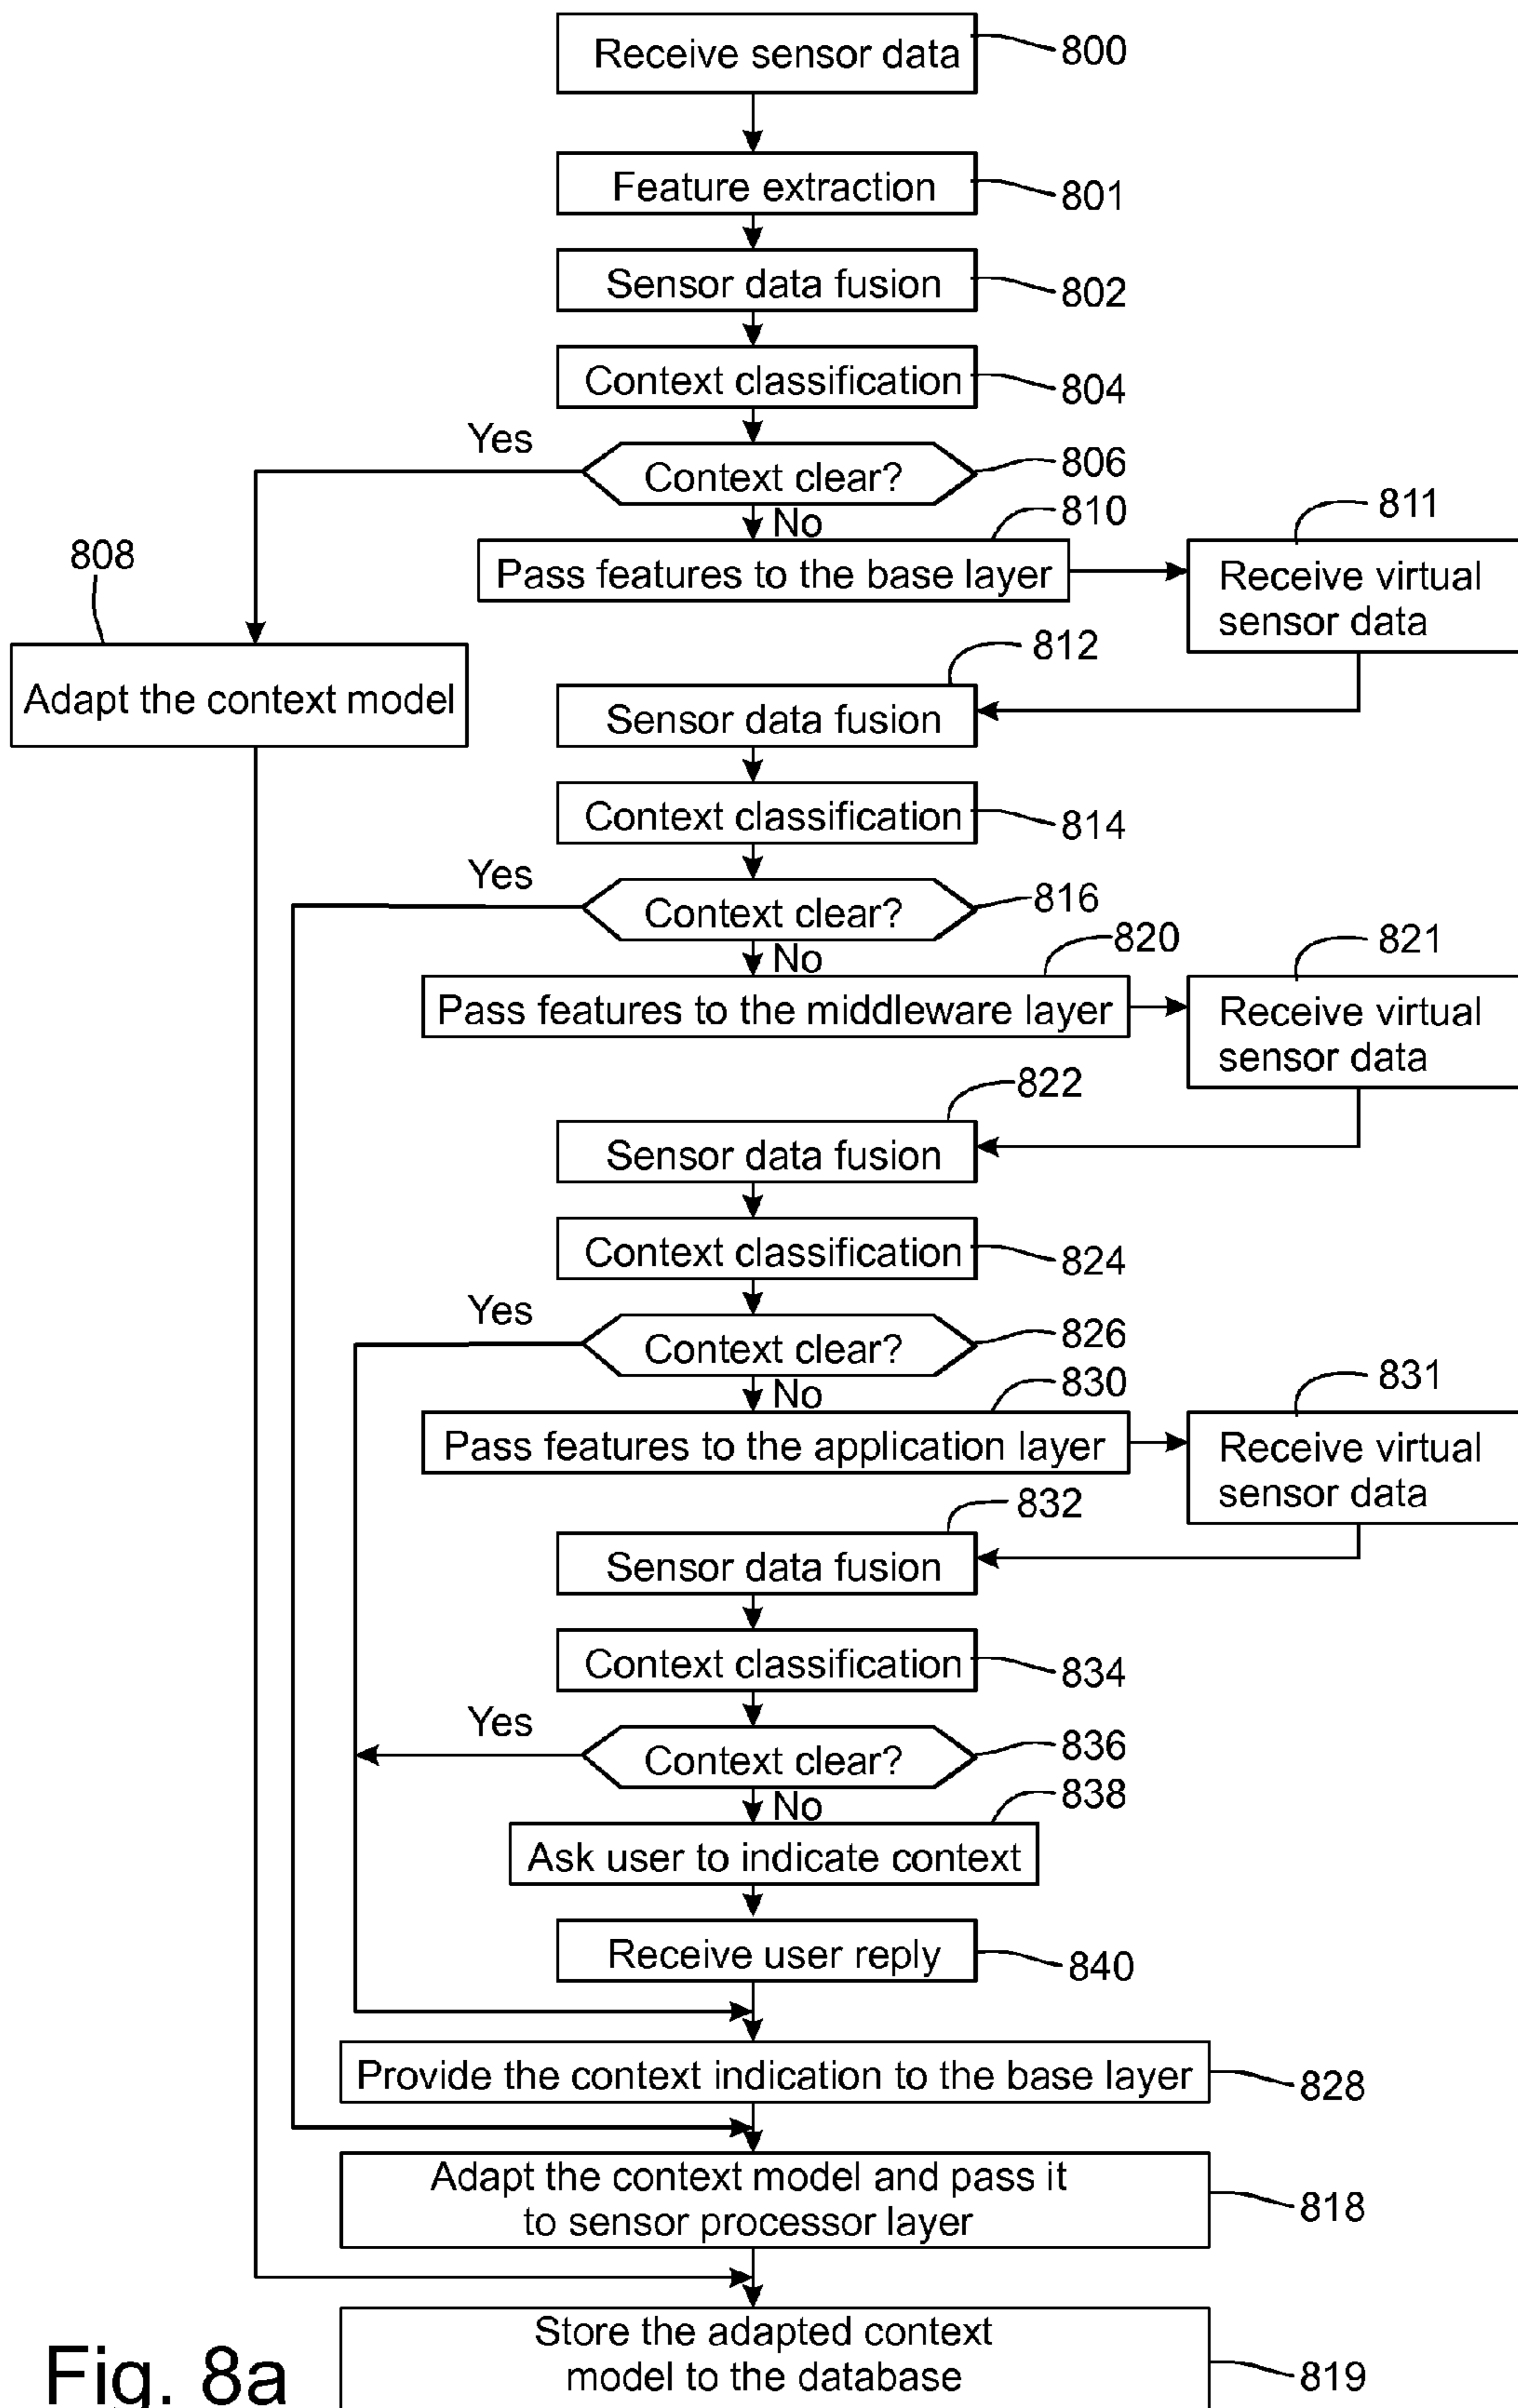 Receive sensor data
800
Feature extraction
801
Sensor data fusion
802
Context classification
804
Yes
Context clear?
806
No
810
811
808
Pass features to the base layer
Receive virtual
sensor data
812
Adapt the context model
Sensor data fusion
Context classification
814
Yes
Context clear?
816
No
820
821
Pass features to the middleware layer
Receive virtual
sensor data
822
Sensor data fusion
Context classification
824
Yes
Context clear?
826
No
830
831
Pass features to the application layer
Receive virtual
sensor data
832
Sensor data fusion
Context classification
834
Yes
Context clear?
836
No
838
Ask user to indicate context
Receive user reply
840
Provide the context indication to the base layer
828
Adapt the context model and pass it
to sensor processor layer
818
Store the adapted context
model to the database
819
Fig. 8a